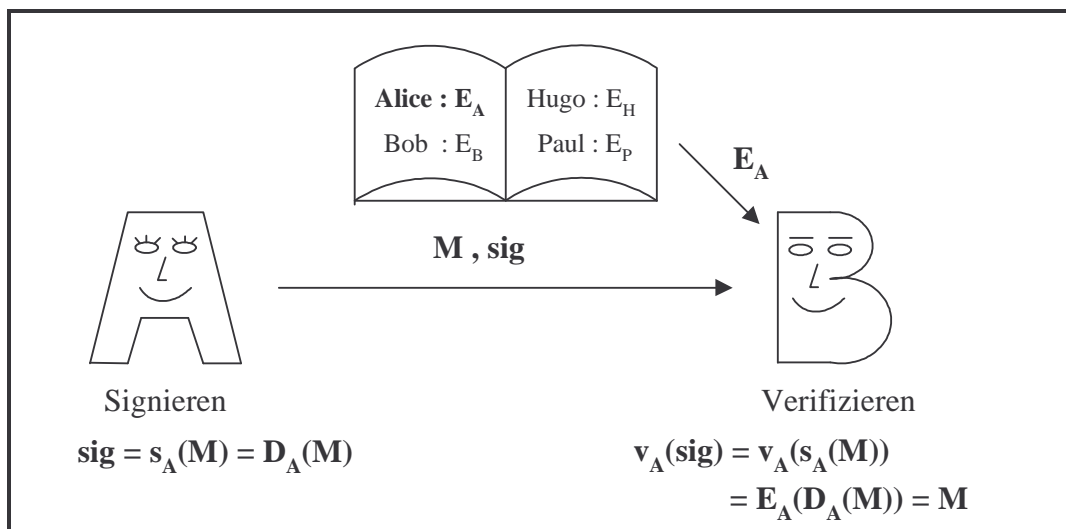 Alice : E_A Hugo : E_H
Bob : E_B Paul : E_P
E_A
M , sig
Signieren Verifizieren
sig = s_A(M) = D_A(M) v_A(sig) = v_A(s_A(M))
= E_A(D_A(M)) = M